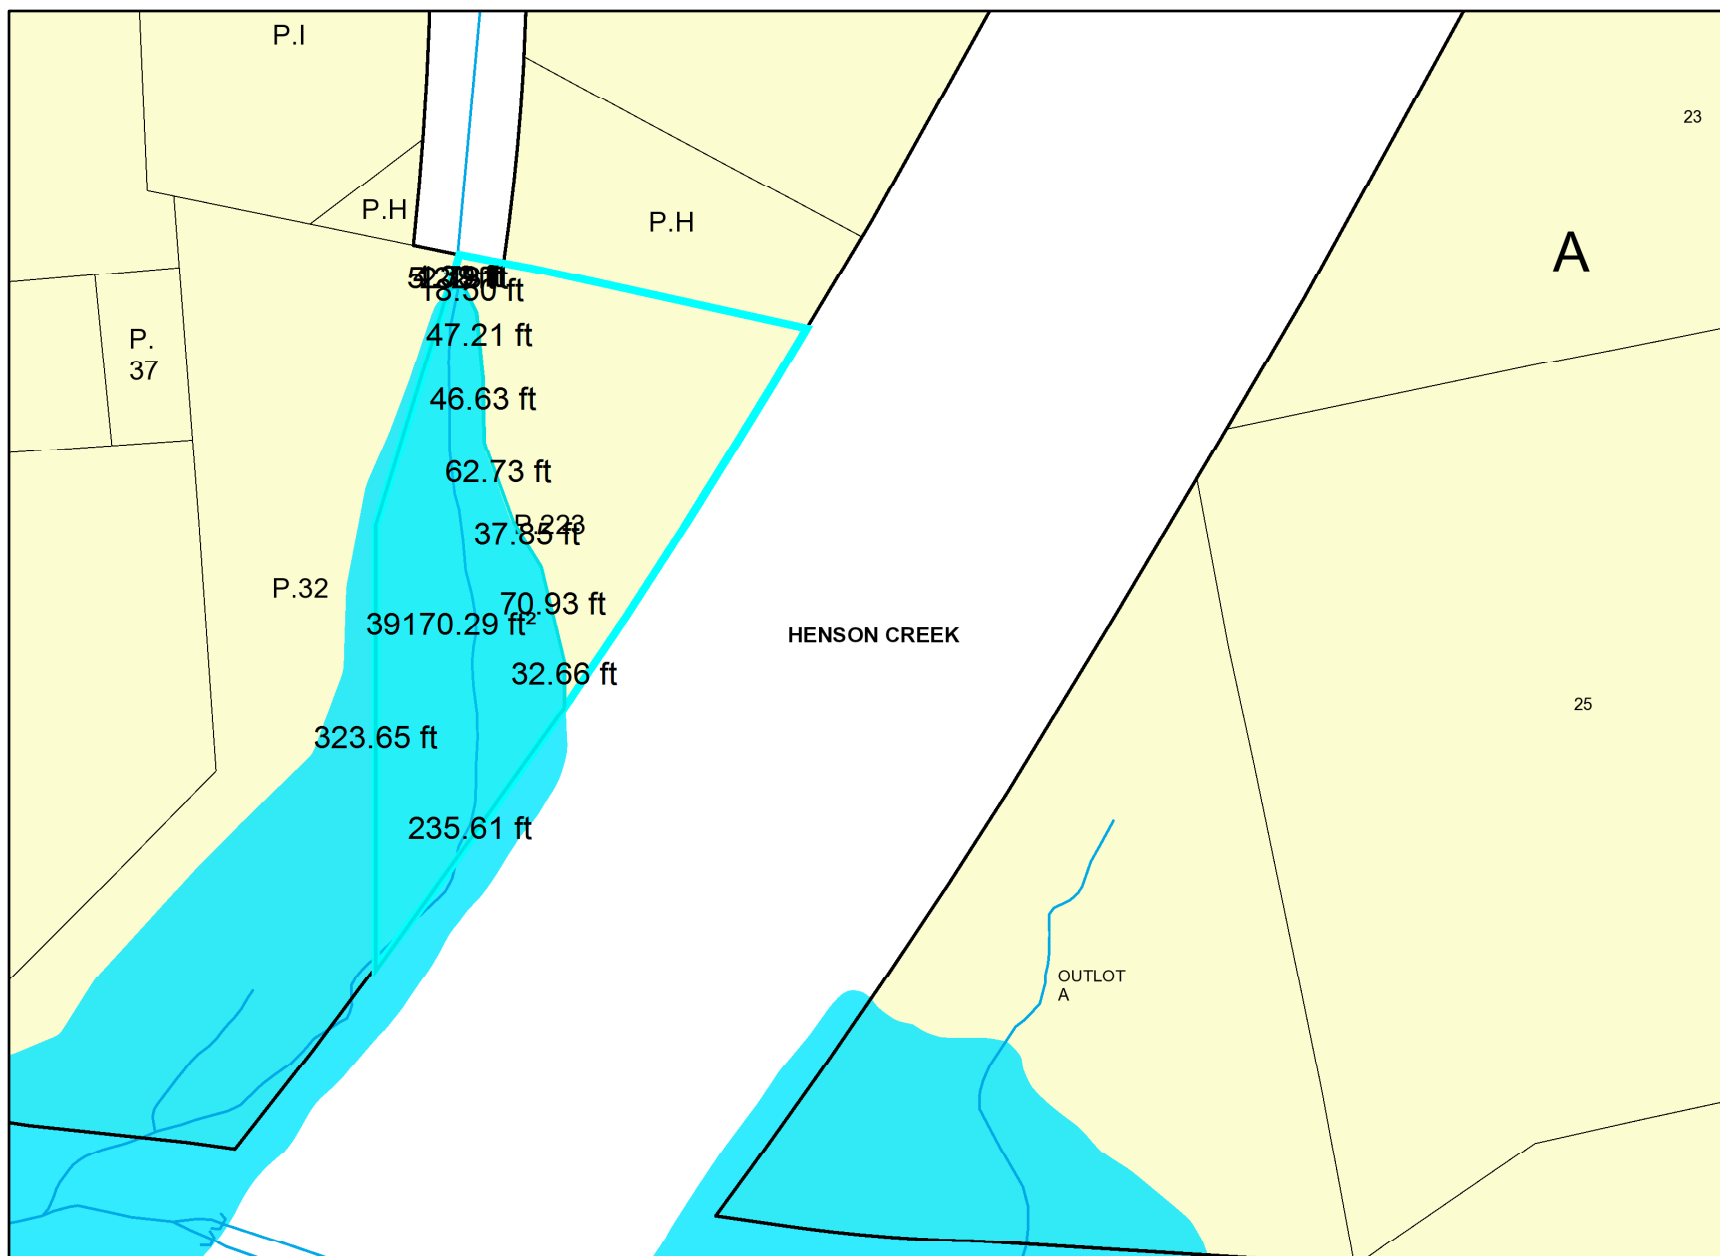 P.I
23
P.H
P.H
A
18.50 ft
47.21 ft
P.
37
46.63 ft
62.73 ft
P.223
37.85 ft
P.32
70.93 ft
39170.29 ft²
HENSON CREEK
32.66 ft
25
323.65 ft
235.61 ft
OUTLOT
A